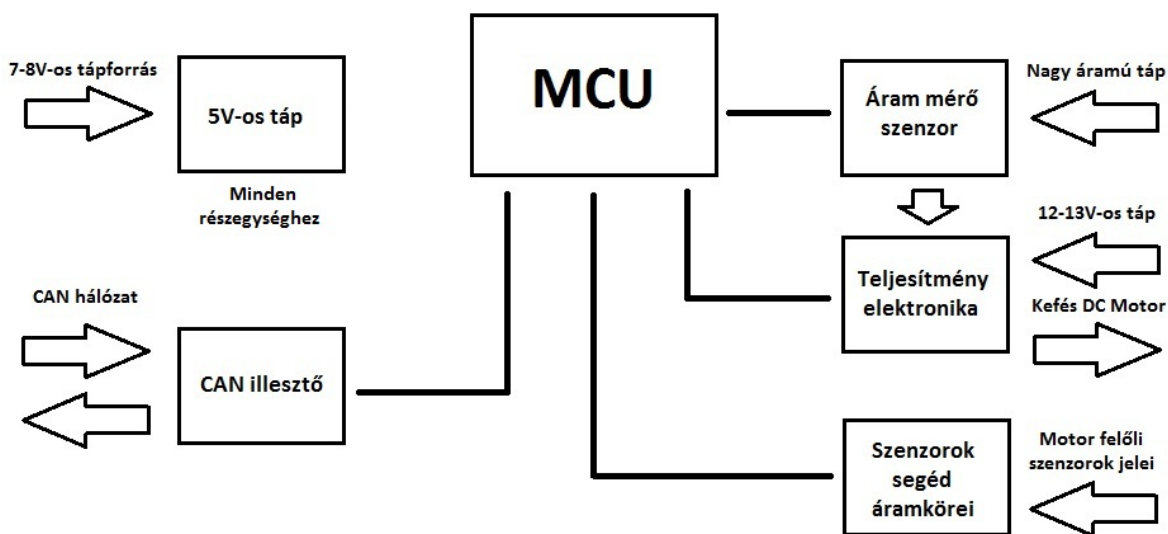 7-8V-os tápforrás
5V-os táp
Minden
részegységhez
CAN hálózat
CAN illesztő
MCU
Áram mérő
szenzor
Nagy áramú táp
12-13V-os táp
Teljesítmény
elektronika
Kefés DC Motor
Szenzorok
segéd
áramkörei
Motor felőli
szenzorok jelei